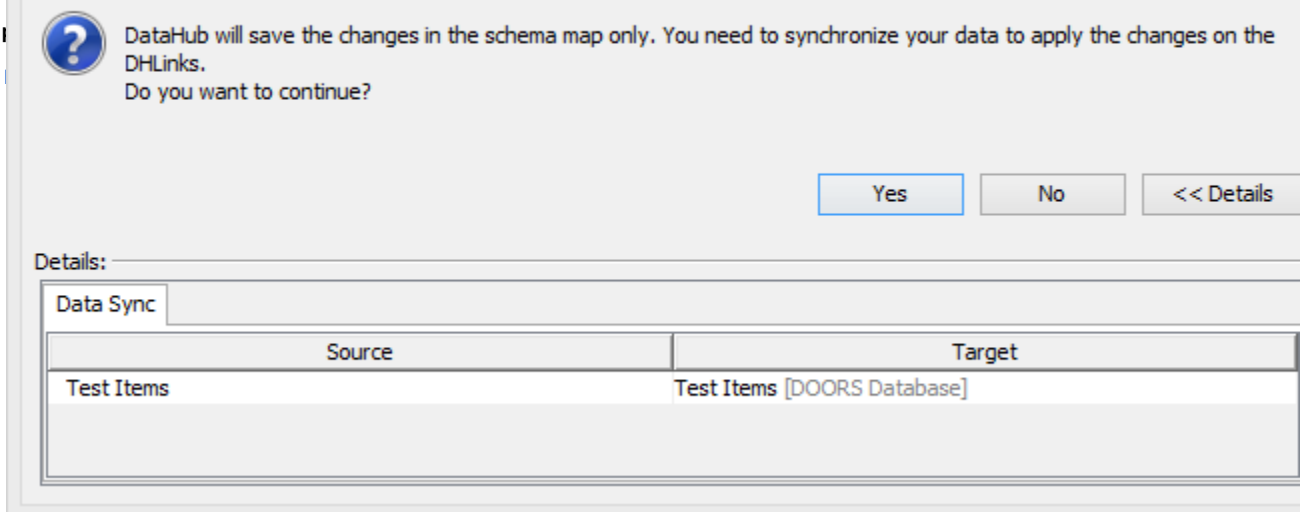 DataHub will save the changes in the schema map only. You need to synchronize your data to apply the changes on the
DHLinks.
Do you want to continue?
Yes No << Details
Details:
Data Sync
Source Target
Test Items Test Items [DOORS Database]